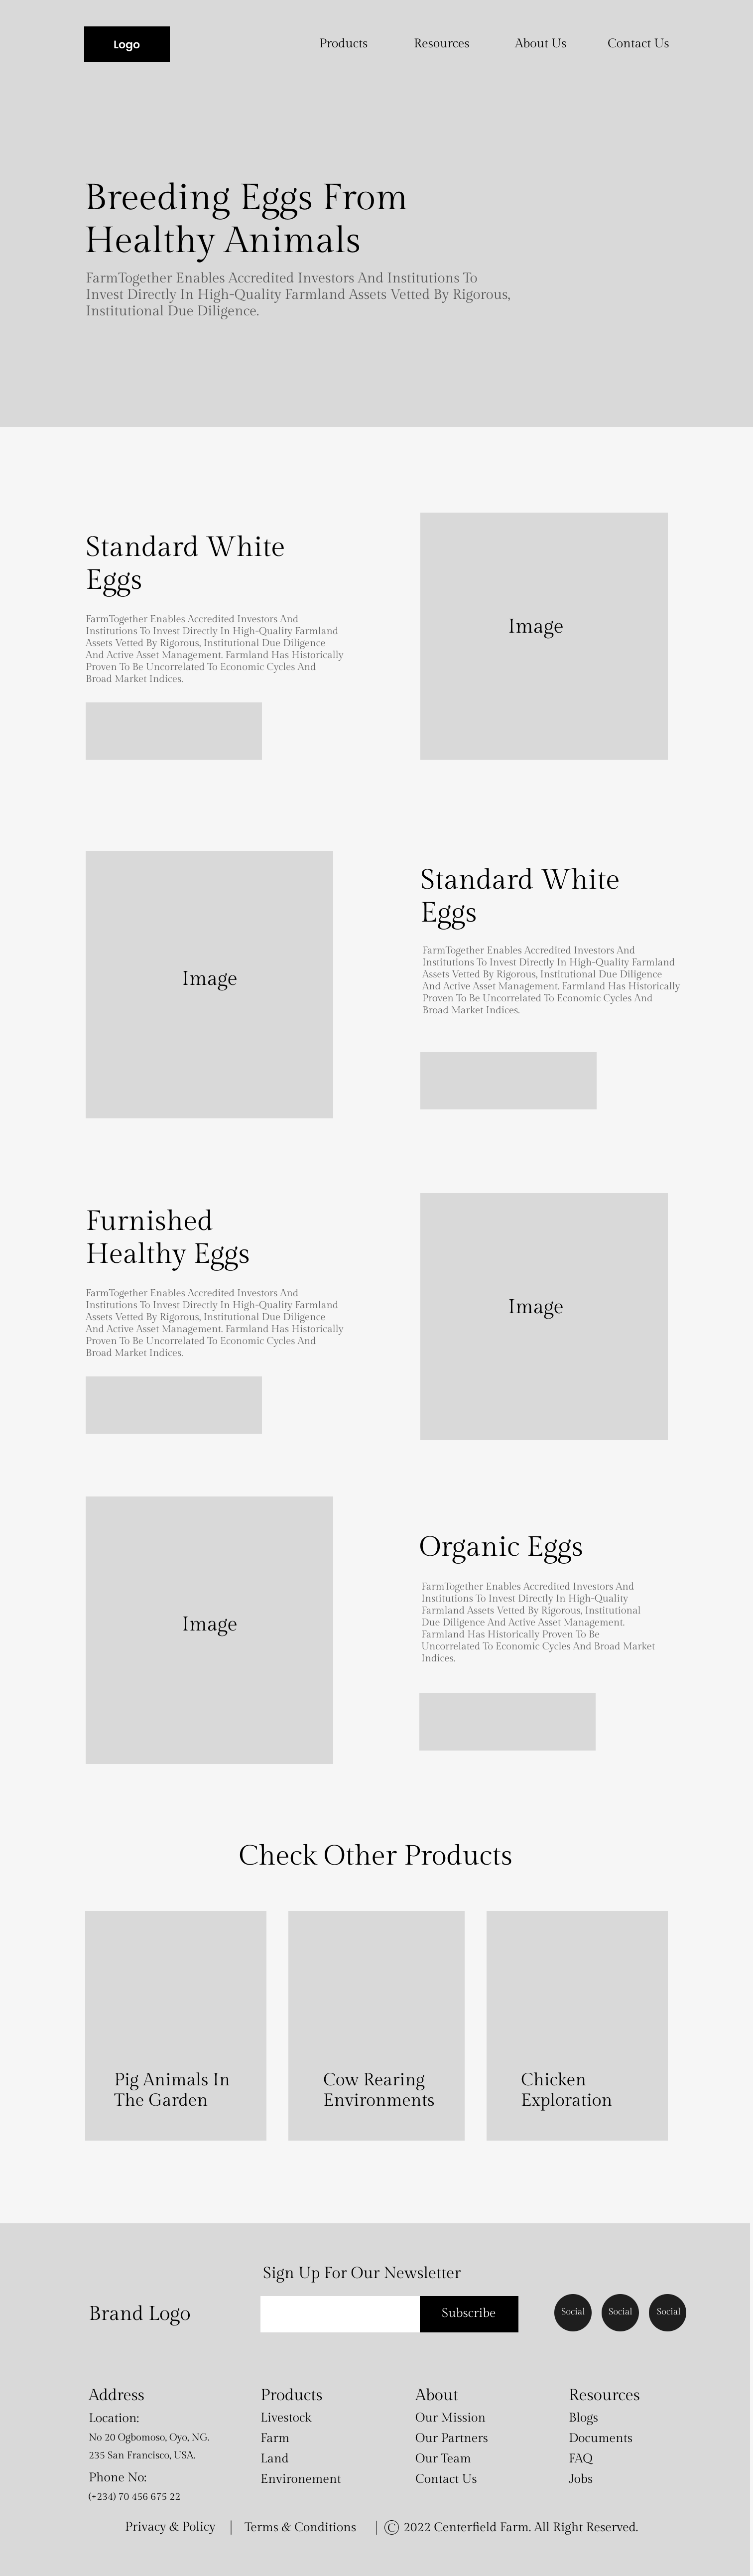 Logo
Products
Resources
About Us
Contact Us
Breeding Eggs From
Healthy Animals
FarmTogether Enables Accredited Investors And Institutions To
Invest Directly In High-Quality Farmland Assets Vetted By Rigorous,
Institutional Due Diligence.
Standard White
Eggs
FarmTogether Enables Accredited Investors And
Institutions To Invest Directly In High-Quality Farmland
Assets Vetted By Rigorous, Institutional Due Diligence
And Active Asset Management. Farmland Has Historically
Proven To Be Uncorrelated To Economic Cycles And
Broad Market Indices.
Image
Image
Standard White
Eggs
FarmTogether Enables Accredited Investors And
Institutions To Invest Directly In High-Quality Farmland
Assets Vetted By Rigorous, Institutional Due Diligence
And Active Asset Management. Farmland Has Historically
Proven To Be Uncorrelated To Economic Cycles And
Broad Market Indices.
Furnished
Healthy Eggs
FarmTogether Enables Accredited Investors And
Institutions To Invest Directly In High-Quality Farmland
Assets Vetted By Rigorous, Institutional Due Diligence
And Active Asset Management. Farmland Has Historically
Proven To Be Uncorrelated To Economic Cycles And
Broad Market Indices.
Image
Image
Organic Eggs
FarmTogether Enables Accredited Investors And
Institutions To Invest Directly In High-Quality
Farmland Assets Vetted By Rigorous, Institutional
Due Diligence And Active Asset Management.
Farmland Has Historically Proven To Be
Uncorrelated To Economic Cycles And Broad Market
Indices.
Check Other Products
Pig Animals In
The Garden
Cow Rearing
Environments
Chicken
Exploration
Sign Up For Our Newsletter
Brand Logo
Subscribe
Social
Social
Social
Address
Location:
No 20 Ogbomoso, Oyo, NG.
235 San Francisco, USA.
Phone No:
(+234) 70 456 675 22
Products
Livestock
Farm
Land
Environement
About
Our Mission
Our Partners
Our Team
Contact Us
Resources
Blogs
Documents
FAQ
Jobs
Privacy & Policy | Terms & Conditions | © 2022 Centerfield Farm. All Right Reserved.